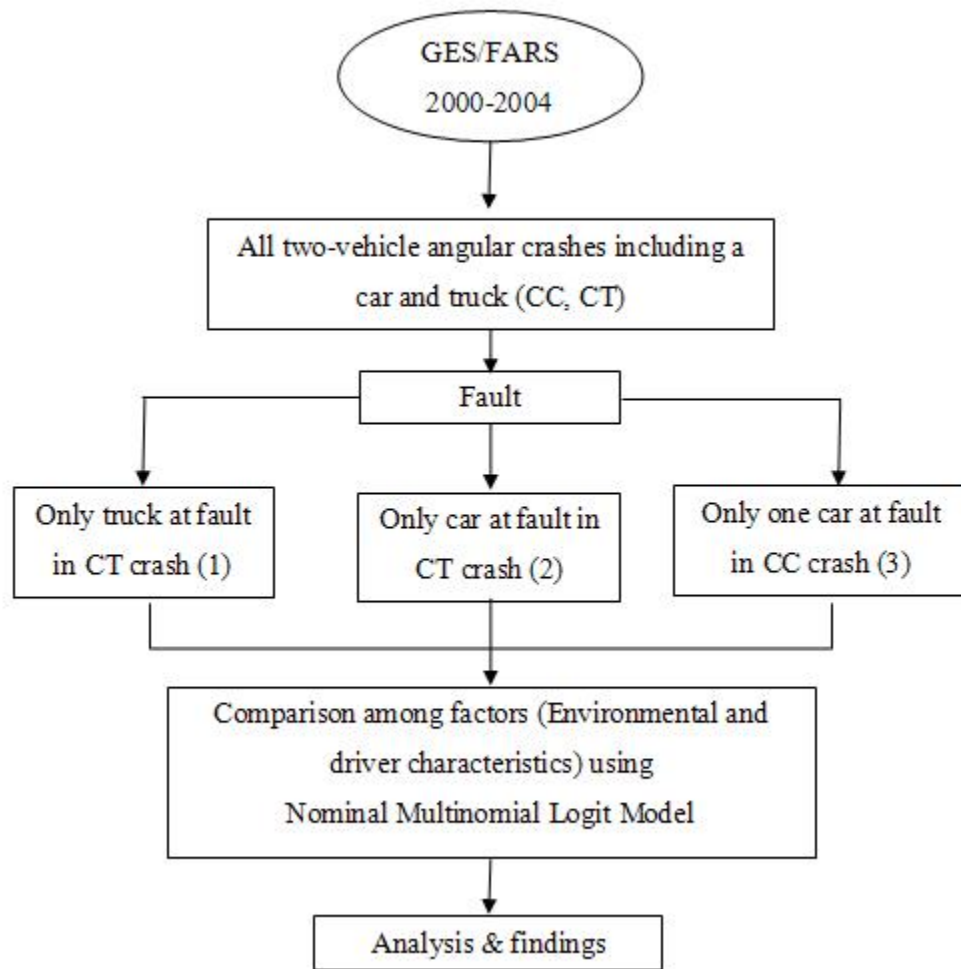 GES/FARS
2000-2004
All two-vehicle angular crashes including a
car and truck (CC, CT)
Fault
Only truck at fault
in CT crash (1)
Only car at fault in
CT crash (2)
Only one car at fault
in CC crash (3)
Comparison among factors (Environmental and
driver characteristics) using
Nominal Multinomial Logit Model
Analysis & findings